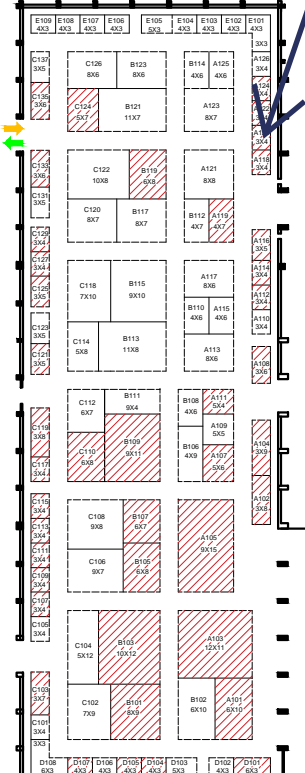 E109 E108 E107 E106 E105 E104 E103 E102 E101
4X3 4X3 4X3 4X3 5X3 4X3 4X3 4X3 4X3
3X3
C137
3X5
C126
8X6
B123
8X6
B114
4X6
A125
4X6
A126
3X4
C135
3X6
C124
5X7
B121
11X7
A123
8X7
A124
3X4
A118
3X4
C133
3X6
C122
10X8
B119
6X8
A121
8X8
C131
3X5
C120
8X7
B117
8X7
B112
4X7
A119
4X7
C129
3X4
A116
3X5
C127
3X4
C118
7X10
B115
9X10
A117
8X6
A114
3X4
C125
3X5
B110
4X6
A115
4X6
A112
3X4
C123
3X5
A110
3X4
C121
3X5
C114
5X8
B113
11X8
A113
8X6
A108
3X6
C112
6X7
B111
9X4
B108
4X6
A111
5X4
C119
3X8
B109
9X11
A109
5X5
C110
6X8
B106
4X9
A107
5X6
A104
3X9
C117
3X4
A102
3X8
C115
3X4
C108
9X8
B107
6X7
A105
9X15
C113
3X4
C111
3X4
C106
9X7
B105
6X8
C109
3X4
C107
3X4
C105
3X4
C104
5X12
B103
10X12
A103
12X11
C103
3X7
C102
7X9
B101
8X9
B102
6X10
A101
6X10
C101
3X4
3X3
D108 D107 D106 D105 D104 D103 D102 D101
6X3 4X3 4X3 4X3 4X3 5X3 4X3 6X3